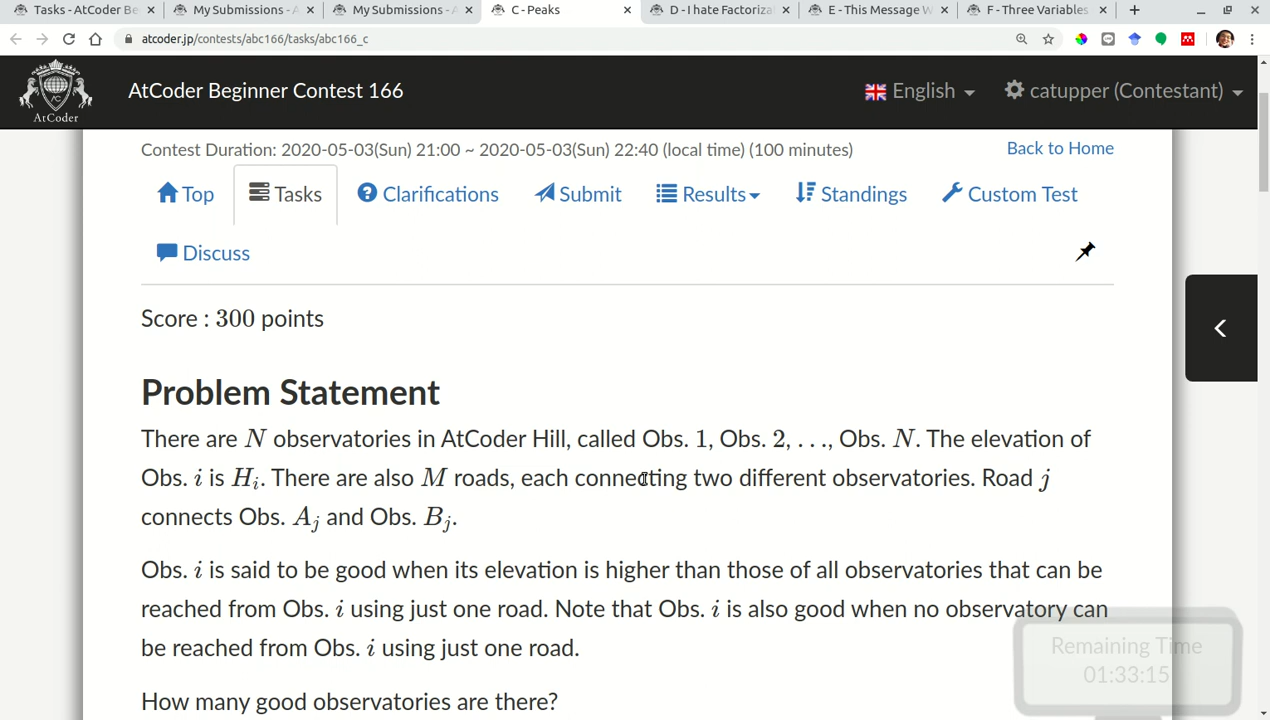 Tasks - AtCoder Be
My Submissions - A
My Submissions - A
C - Peaks
D - I hate Factoriza
E - This Message W
F - Three Variables
atcoder.jp/contests/abc166/tasks/abc166_c
AtCoder
AtCoder Beginner Contest 166
English
catupper (Contestant)
Contest Duration: 2020-05-03(Sun) 21:00 ~ 2020-05-03(Sun) 22:40 (local time) (100 minutes)
Back to Home
Top
Tasks
Clarifications
Submit
Results
Standings
Custom Test
Discuss
Score : 300 points
Problem Statement
There are N observatories in AtCoder Hill, called Obs. 1, Obs. 2, . . ., Obs. N. The elevation of
Obs. i is H_i. There are also M roads, each connecting two different observatories. Road j
connects Obs. A_j and Obs. B_j.
Obs. i is said to be good when its elevation is higher than those of all observatories that can be
reached from Obs. i using just one road. Note that Obs. i is also good when no observatory can
be reached from Obs. i using just one road.
How many good observatories are there?
Remaining Time
01:33:15